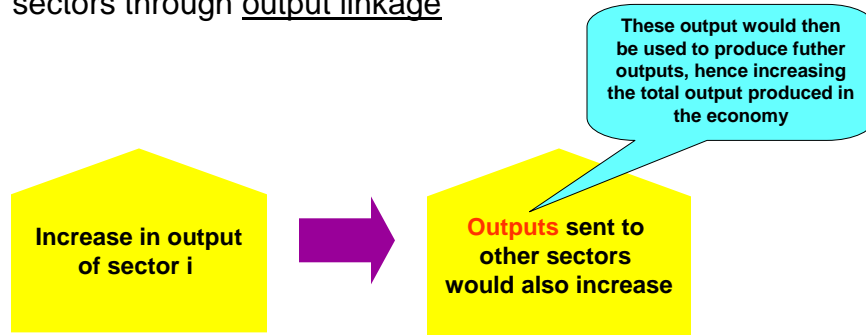 sectors through output linkage
These output would then
be used to produce futher
outputs, hence increasing
the total output produced in
the economy
Increase in output
of sector i
Outputs sent to
other sectors
would also increase